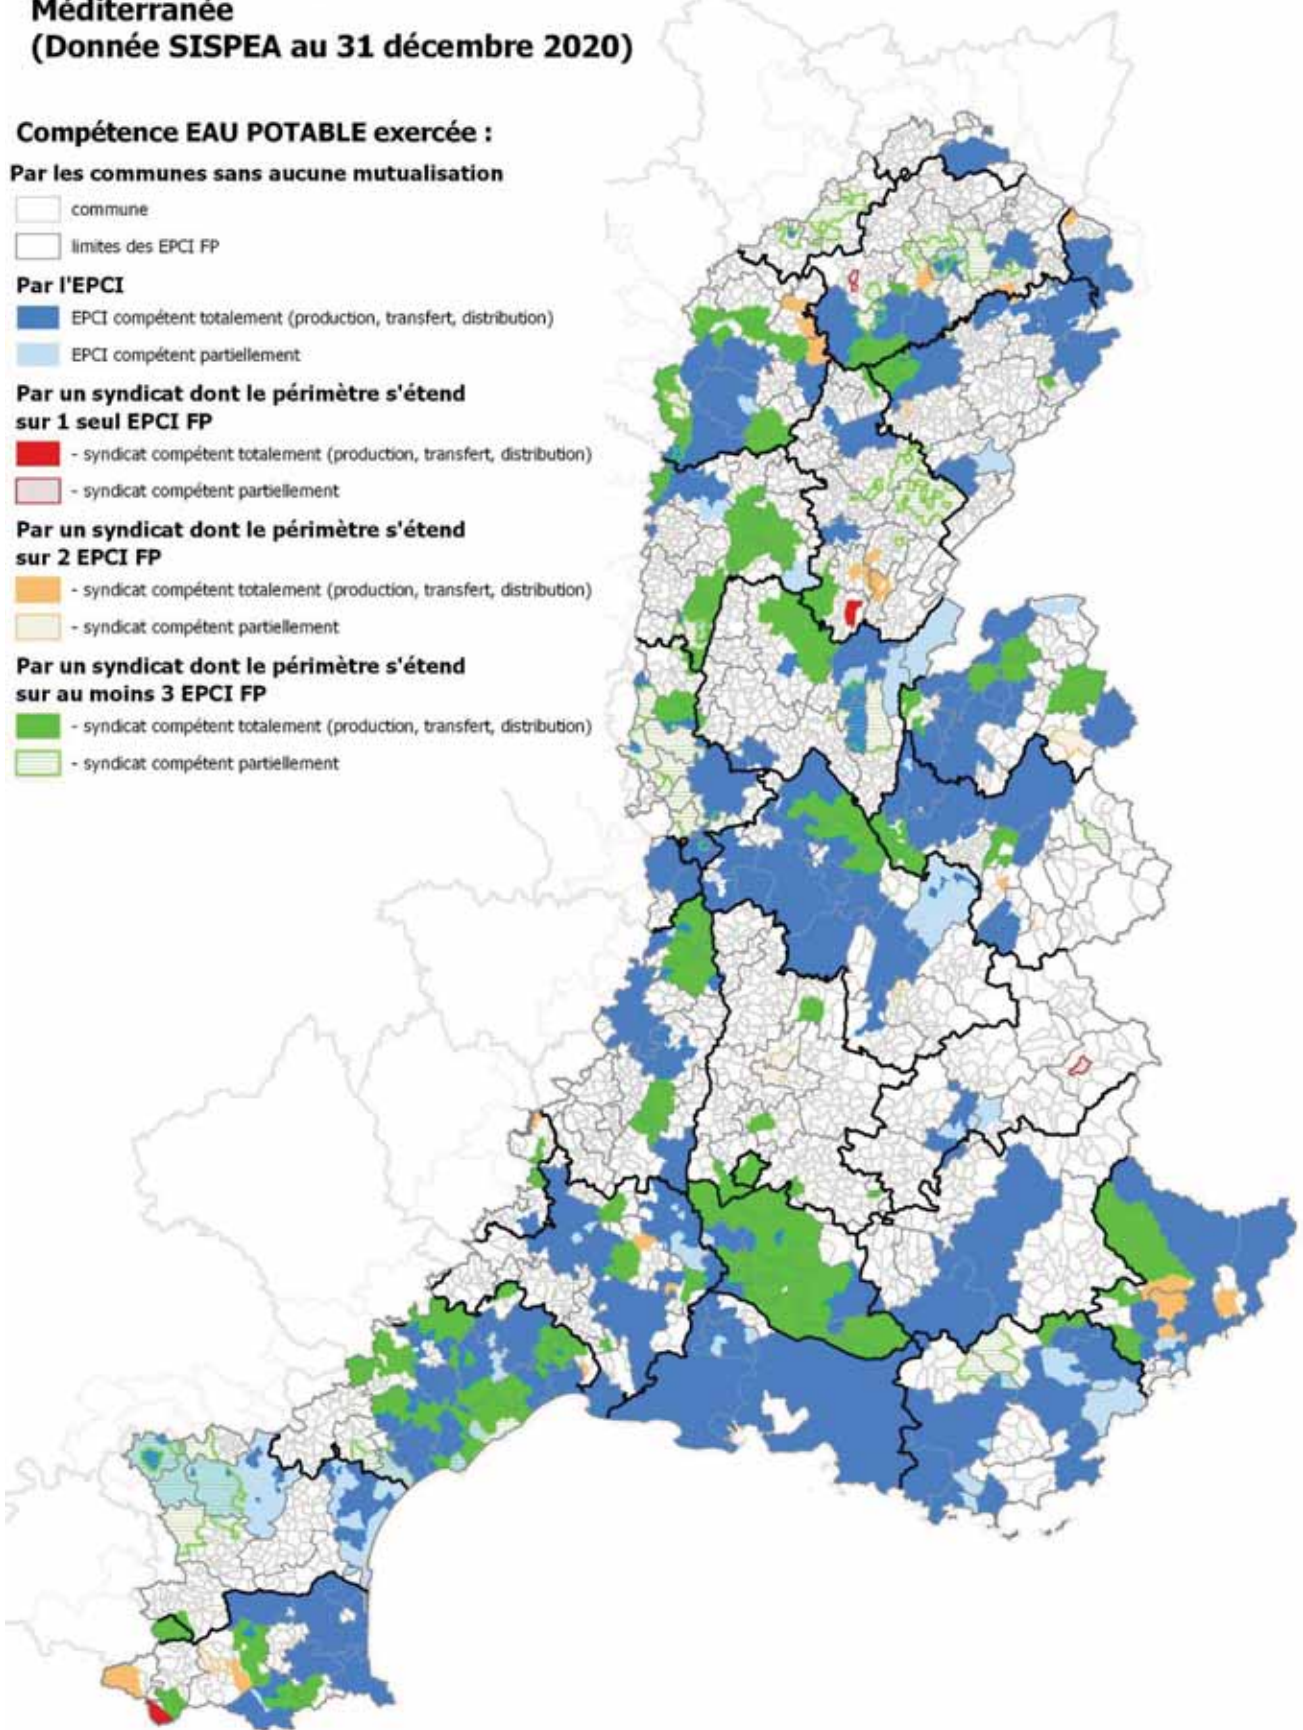 Méditerranée
(Donnée SISPEA au 31 décembre 2020)
Compétence EAU POTABLE exercée :
Par les communes sans aucune mutualisation
commune
limites des EPCI FP
Par l'EPCI
EPCI compétent totalement (production, transfert, distribution)
EPCI compétent partiellement
Par un syndicat dont le périmètre s'étend
sur 1 seul EPCI FP
- syndicat compétent totalement (production, transfert, distribution)
- syndicat compétent partiellement
Par un syndicat dont le périmètre s'étend
sur 2 EPCI FP
- syndicat compétent totalement (production, transfert, distribution)
- syndicat compétent partiellement
Par un syndicat dont le périmètre s'étend
sur au moins 3 EPCI FP
- syndicat compétent totalement (production, transfert, distribution)
- syndicat compétent partiellement